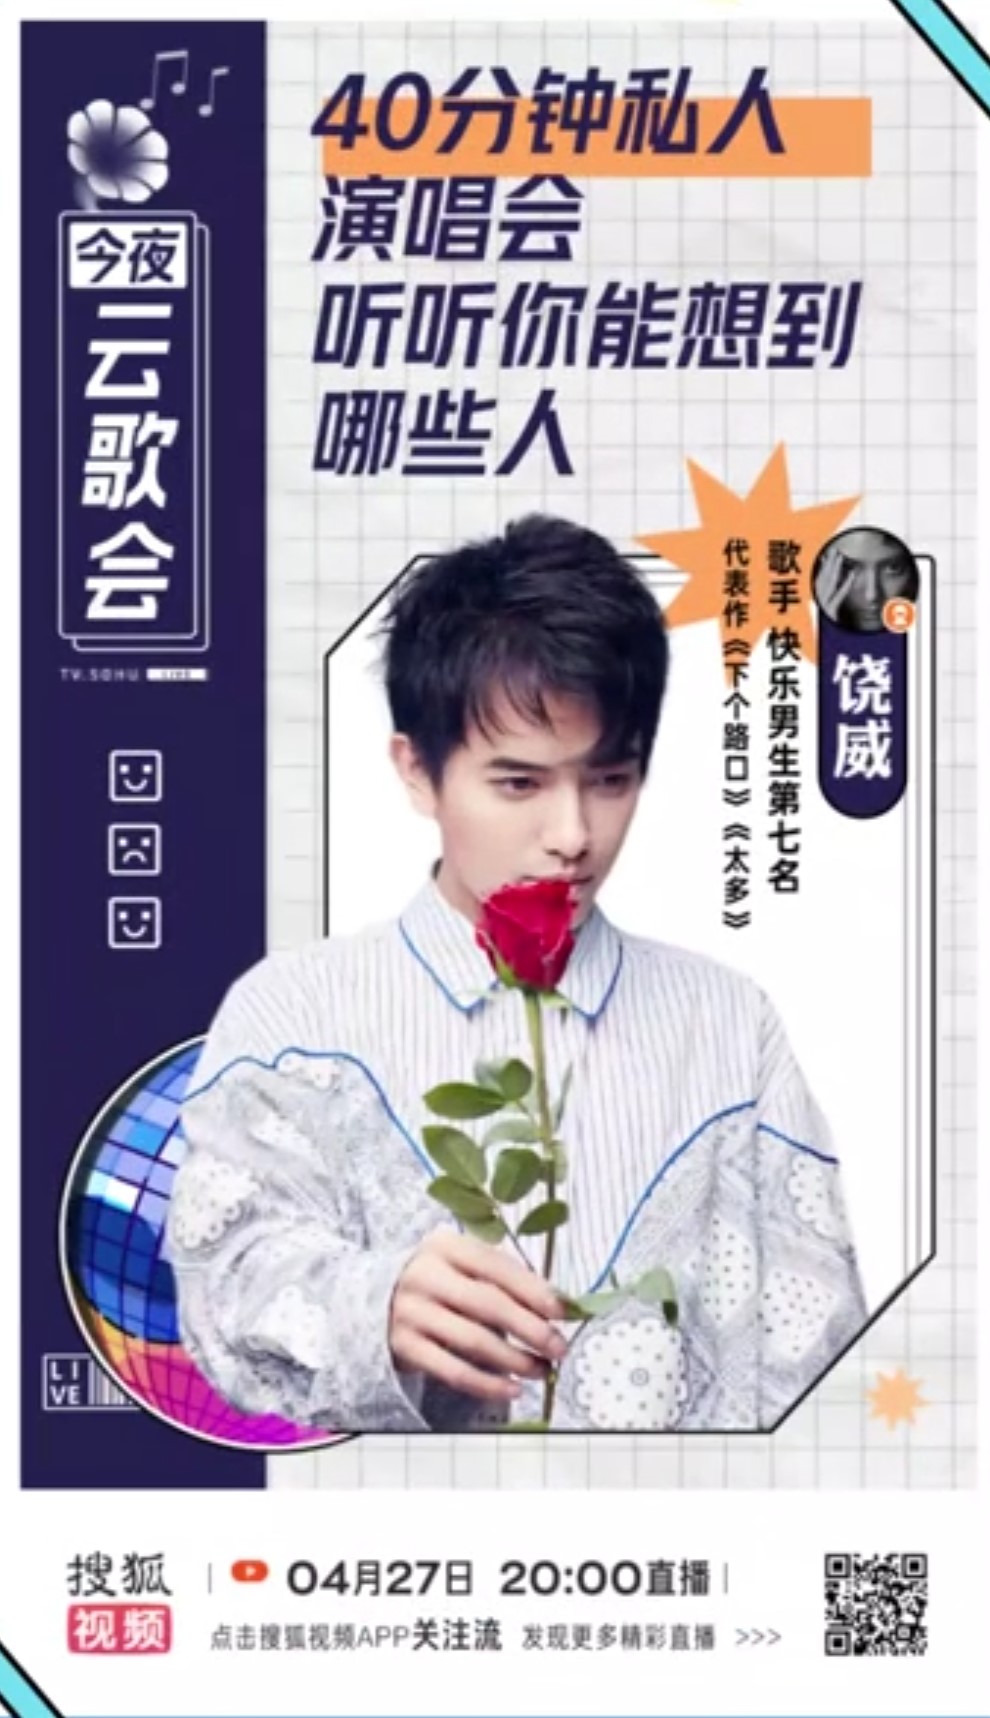 40分钟私人
演唱会
听听你能想到
哪些人
今夜
云歌会
TV.SOHU LIVE
饶威
歌手 快乐男生第七名
代表作《下个路口》《太多》
LI
VE
搜狐
视频
04月27日 20:00直播
点击搜狐视频APP关注流 发现更多精彩直播 >>>